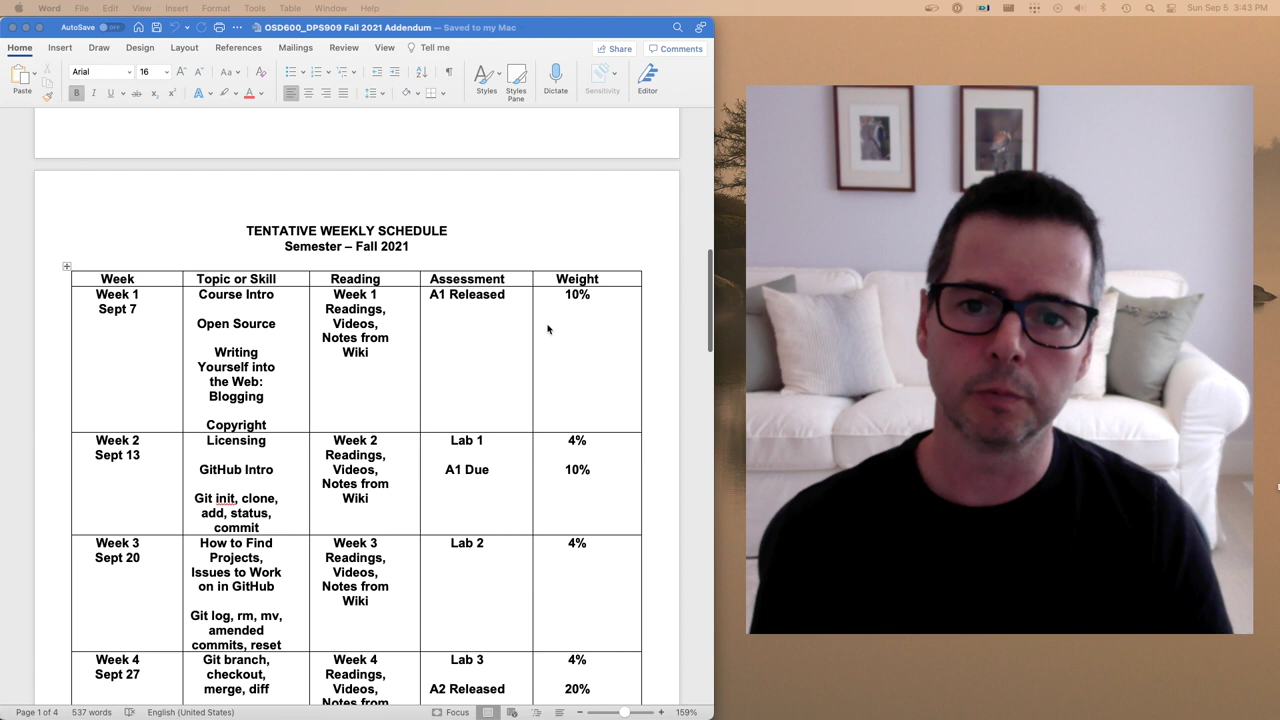 Word File Edit View Insert Format Tools Table Window Help Sun Sep 5 3:43 PM
AutoSave OFF OSD600_DPS909 Fall 2021 Addendum — Saved to my Mac
Home Insert Draw Design Layout References Mailings Review View Tell me Share Comments
Paste Arial 16 Styles Styles Pane Dictate Sensitivity Editor
TENTATIVE WEEKLY SCHEDULE
Semester – Fall 2021
Week Topic or Skill Reading Assessment Weight
Week 1 Course Intro Week 1 A1 Released 10%
Sept 7 Readings,
Open Source Videos,
Notes from
Writing Wiki
Yourself into
the Web:
Blogging
Copyright
Week 2 Licensing Week 2 Lab 1 4%
Sept 13 Readings,
GitHub Intro Videos, A1 Due 10%
Notes from
Git init, clone, Wiki
add, status,
commit
Week 3 How to Find Week 3 Lab 2 4%
Sept 20 Projects, Readings,
Issues to Work Videos,
on in GitHub Notes from
Wiki
Git log, rm, mv,
amended
commits, reset
Week 4 Git branch, Week 4 Lab 3 4%
Sept 27 checkout, Readings,
merge, diff Videos, A2 Released 20%
Notes from
Page 1 of 4 537 words English (United States) Focus 159%